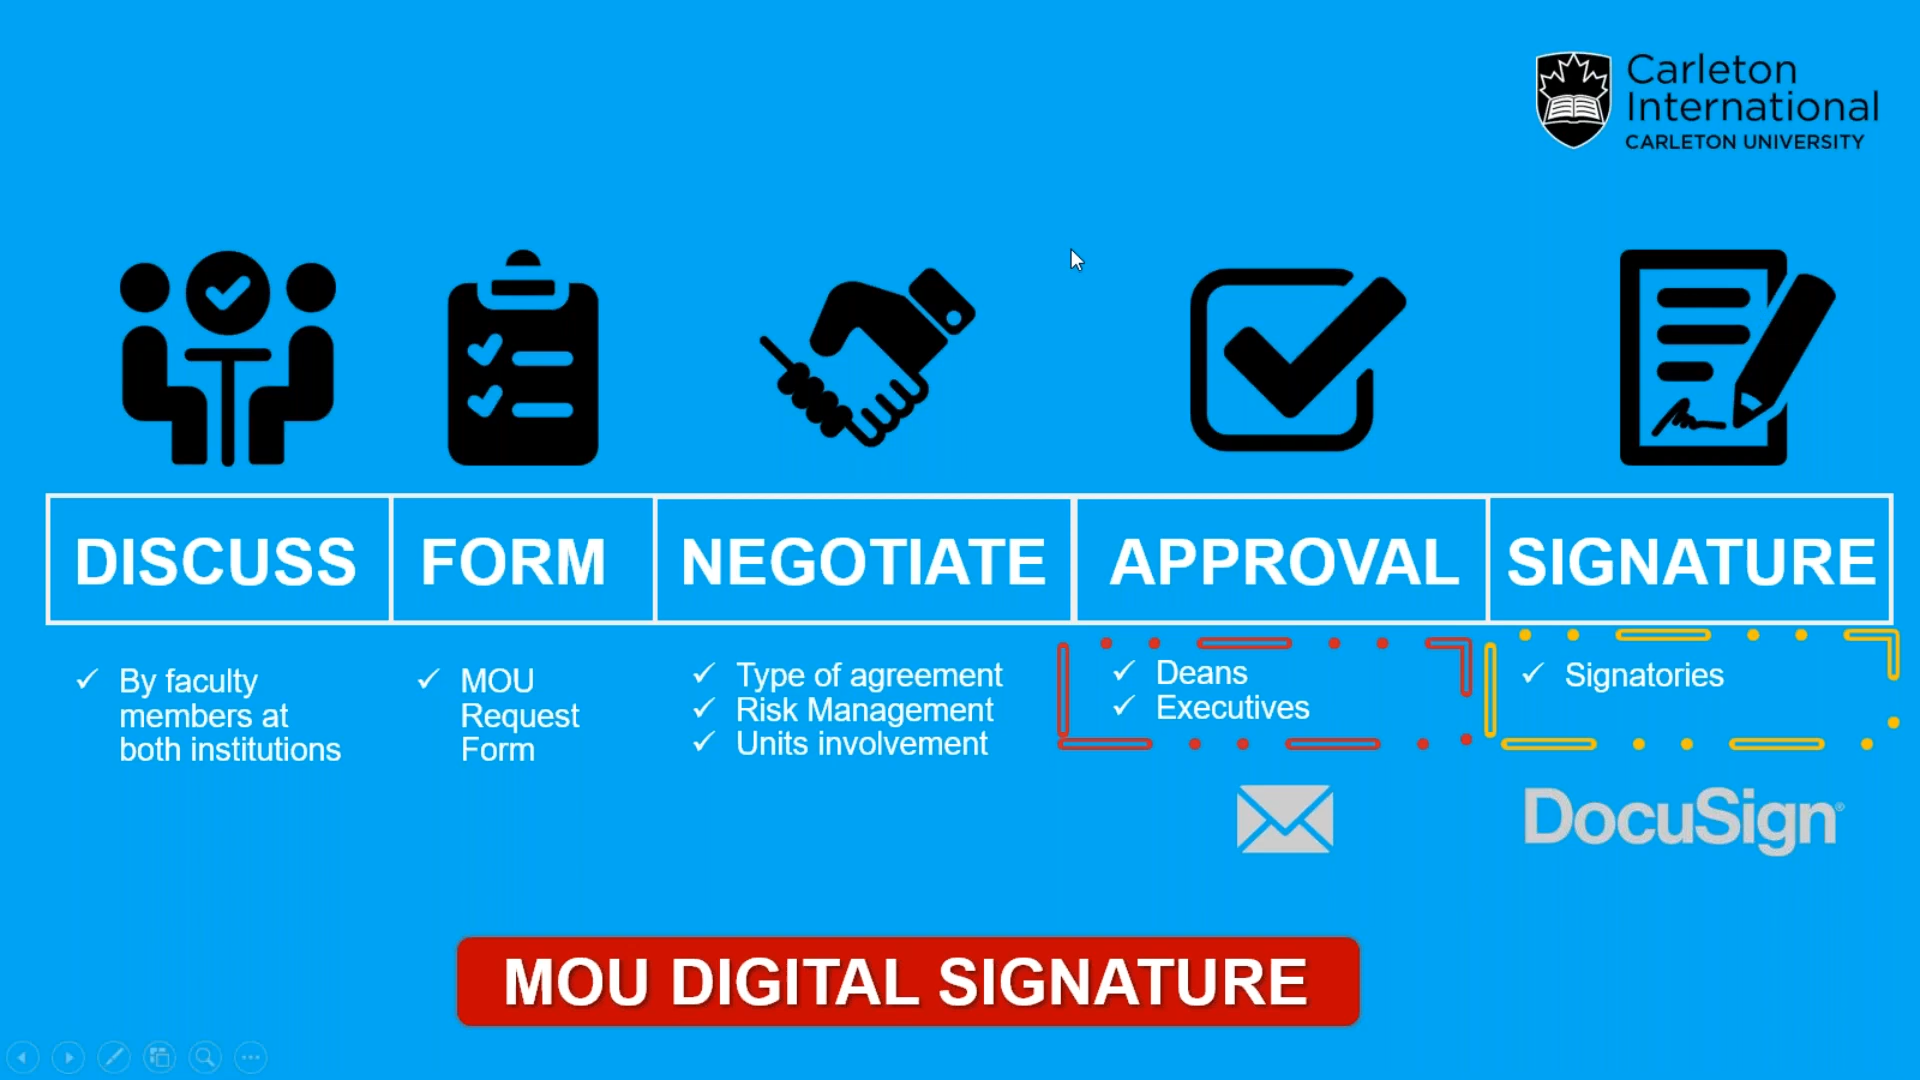 Carleton
International
CARLETON UNIVERSITY
DISCUSS
FORM
NEGOTIATE
APPROVAL
SIGNATURE
✓ By faculty
members at
both institutions
✓ MOU
Request
Form
✓ Type of agreement
✓ Risk Management
✓ Units involvement
✓ Deans
✓ Executives
✓ Signatories
DocuSign®
MOU DIGITAL SIGNATURE